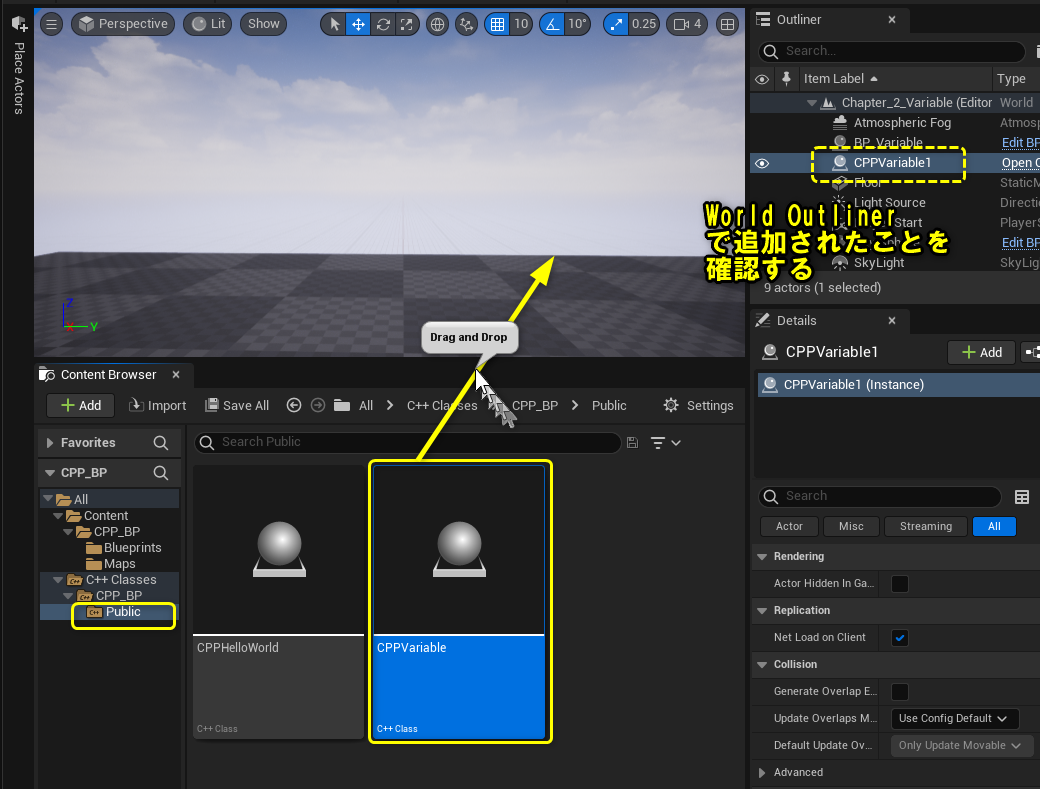 Place Actors
Perspective
Lit
Show
10
10°
0.25
4
Z
Y
Drag and Drop
Outliner
Search...
Item Label
Type
Chapter_2_Variable (Editor
World
Atmospheric Fog
Atmosp
BP_Variable
Edit BP
CPPVariable1
Open C
Floor
StaticM
Light Source
Directi
Start
PlayerS
Edit BP
SkyLight
SkyLig
World Outliner
で追加されたことを
確認する
9 actors (1 selected)
Details
CPPVariable1
Add
CPPVariable1 (Instance)
Search
Actor
Misc
Streaming
All
Rendering
Actor Hidden In Ga...
Replication
Net Load on Client
Collision
Generate Overlap E...
Update Overlaps M...
Use Config Default
Default Update Ov...
Only Update Movable
Advanced
Content Browser
Add
Import
Save All
All
C++ Classes
CPP_BP
Public
Settings
Favorites
CPP_BP
All
Content
CPP_BP
Blueprints
Maps
C++ Classes
CPP_BP
Public
Search Public
CPPHelloWorld
C++ Class
CPPVariable
C++ Class